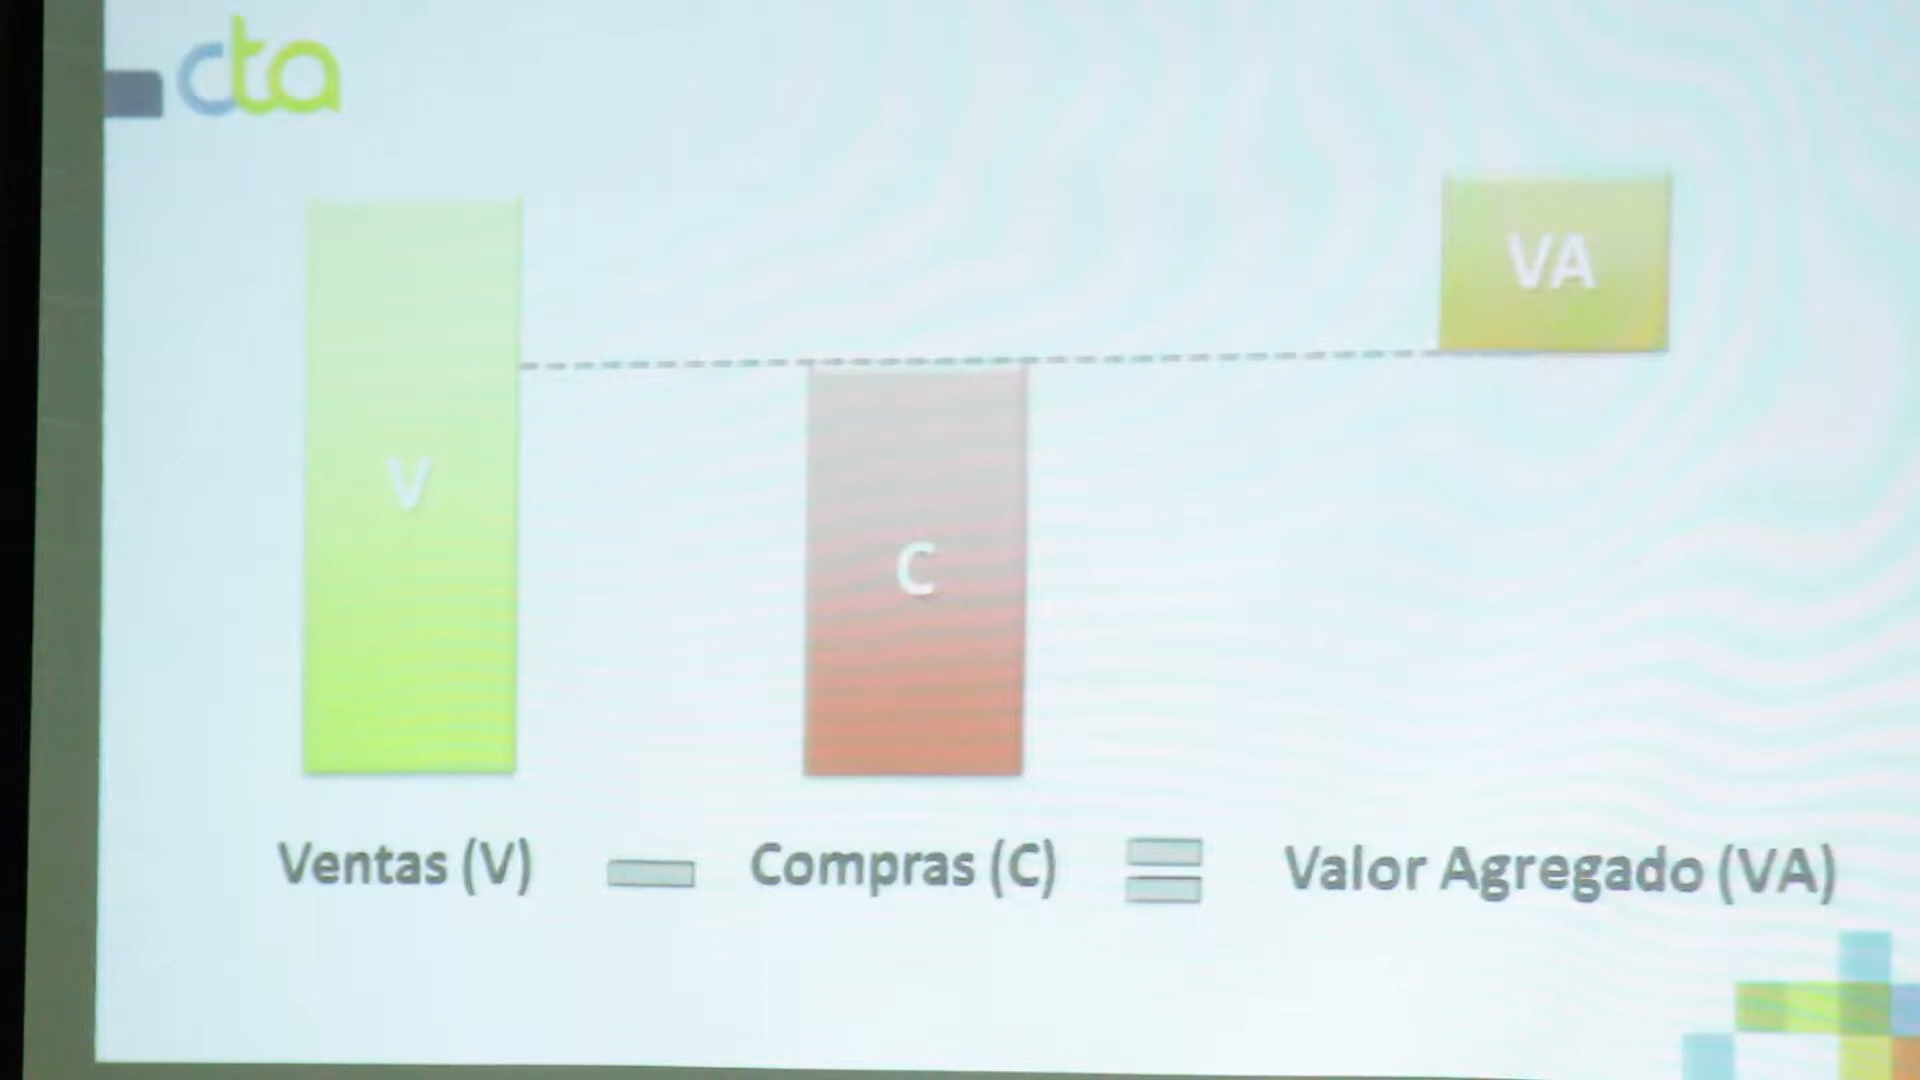 cta
VA
V
C
Ventas (V) - Compras (C) = Valor Agregado (VA)